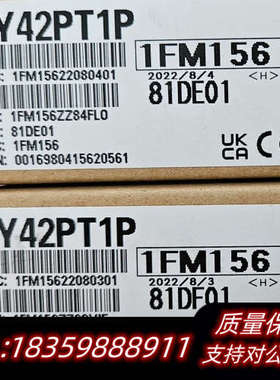 Y42PT1P
1FM156
: 1FM15622080401
2022/8/4 <H>
81DE01
: 1FM156ZZ84FL0
: 81DE01
: 1FM156
: 0016980415620561
UK
CA
CE
Y42PT1P
1FM156
C: 1FM15622080301
2022/8/3 <H>
81DE01
质量保
:18359888911
支持对公